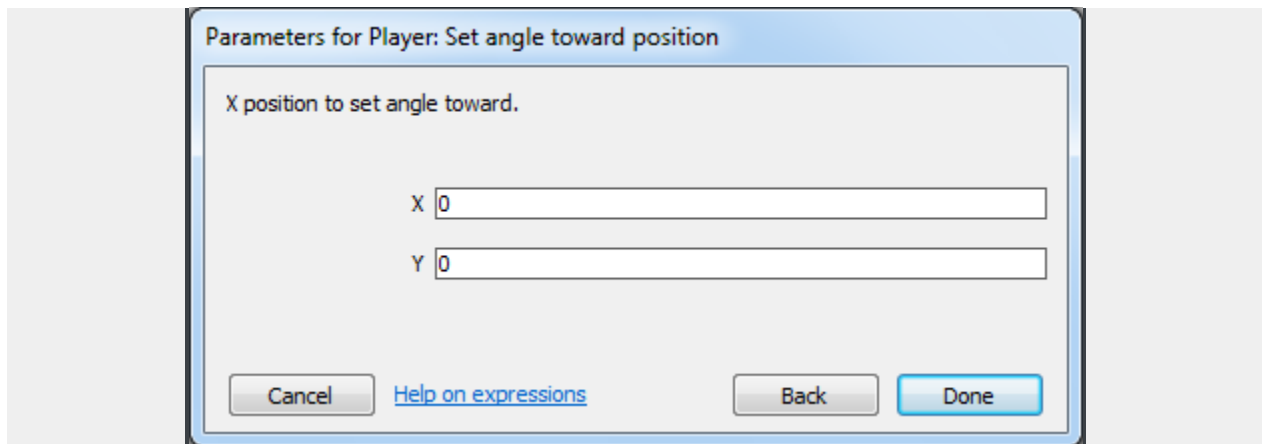 Parameters for Player: Set angle toward position
X position to set angle toward.
X 0
Y 0
Cancel Help on expressions Back Done